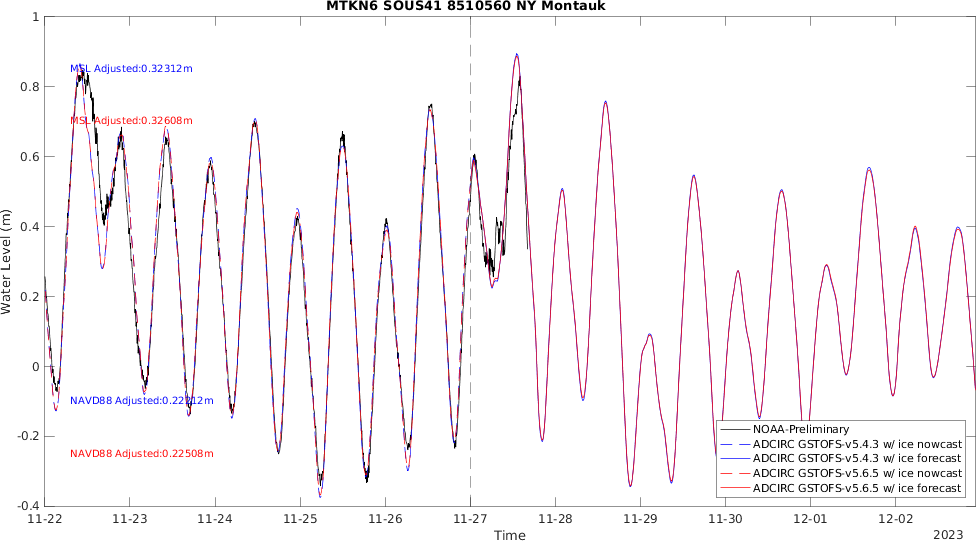 MTKN6 SOUS41 8510560 NY Montauk
1
0.8
0.6
0.4
0.2
0
-0.2
-0.4
Water Level (m)
MSL Adjusted:0.32312m
MSL Adjusted:0.32608m
NAVD88 Adjusted:0.22212m
NAVD88 Adjusted:0.22508m
NOAA-Preliminary
ADCIRC GSTOFS-v5.4.3 w/ ice nowcast
ADCIRC GSTOFS-v5.4.3 w/ ice forecast
ADCIRC GSTOFS-v5.6.5 w/ ice nowcast
ADCIRC GSTOFS-v5.6.5 w/ ice forecast
11-22 11-23 11-24 11-25 11-26 11-27 11-28 11-29 11-30 12-01 12-02
Time
2023